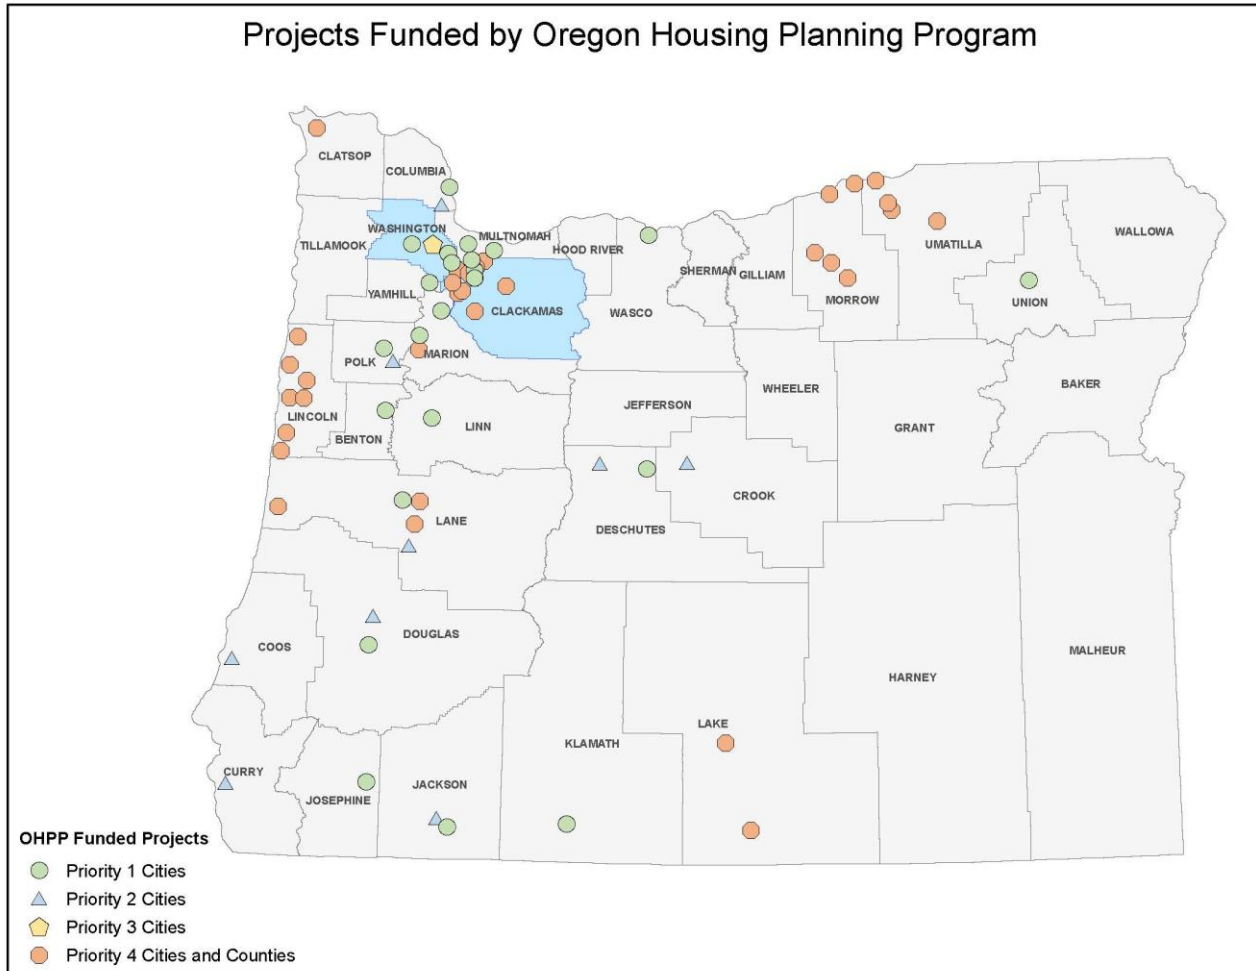 Projects Funded by Oregon Housing Planning Program
CLATSOP
COLUMBIA
TILLAMOOK
WASHINGTON
MULTNOMAH
HOOD RIVER
SHERMAN
GILLIAM
MORROW
UMATILLA
WALLOWA
UNION
YAMHILL
CLACKAMAS
WASCO
POLK
MARION
WHEELER
BAKER
LINCOLN
BENTON
LINN
JEFFERSON
GRANT
LANE
DESCHUTES
CROOK
COOS
DOUGLAS
HARNEY
MALHEUR
CURRY
JOSEPHINE
JACKSON
KLAMATH
LAKE
OHPP Funded Projects
Priority 1 Cities
Priority 2 Cities
Priority 3 Cities
Priority 4 Cities and Counties